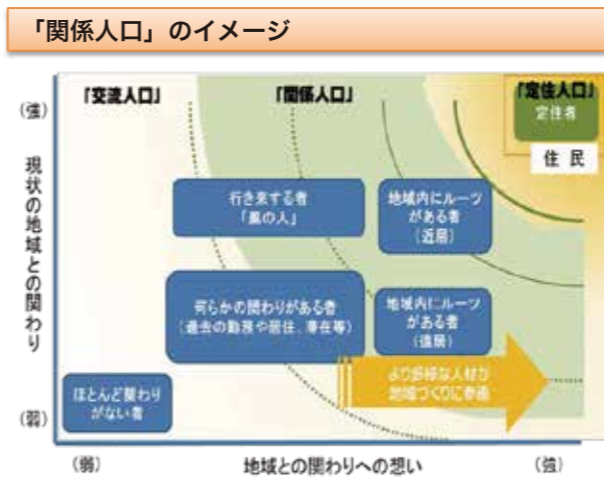 「関係人口」のイメージ
「交流人口」
「関係人口」
「定住人口」
定住者
住民
(強)
現状の地域との関わり
(弱)
行き来する者
「風の人」
地域内にルーツ
がある者
(近居)
何らかの関わりがある者
(過去の勤務や居住、滞在等)
地域内にルーツ
がある者
(遠居)
ほとんど関わり
がない者
より多様な人材が
地域づくりに参画
(弱)
地域との関わりへの想い
(強)